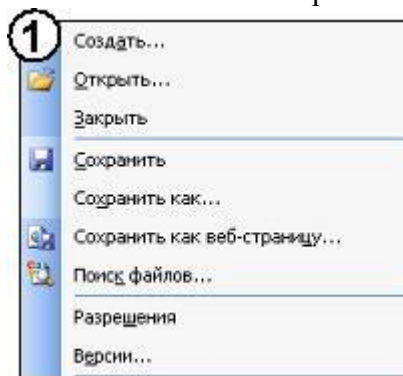 1
Создать...
Открыть...
Закрыть
Сохранить
Сохранить как...
Сохранить как веб-страницу...
Поиск файлов...
Разрешения
Версии...